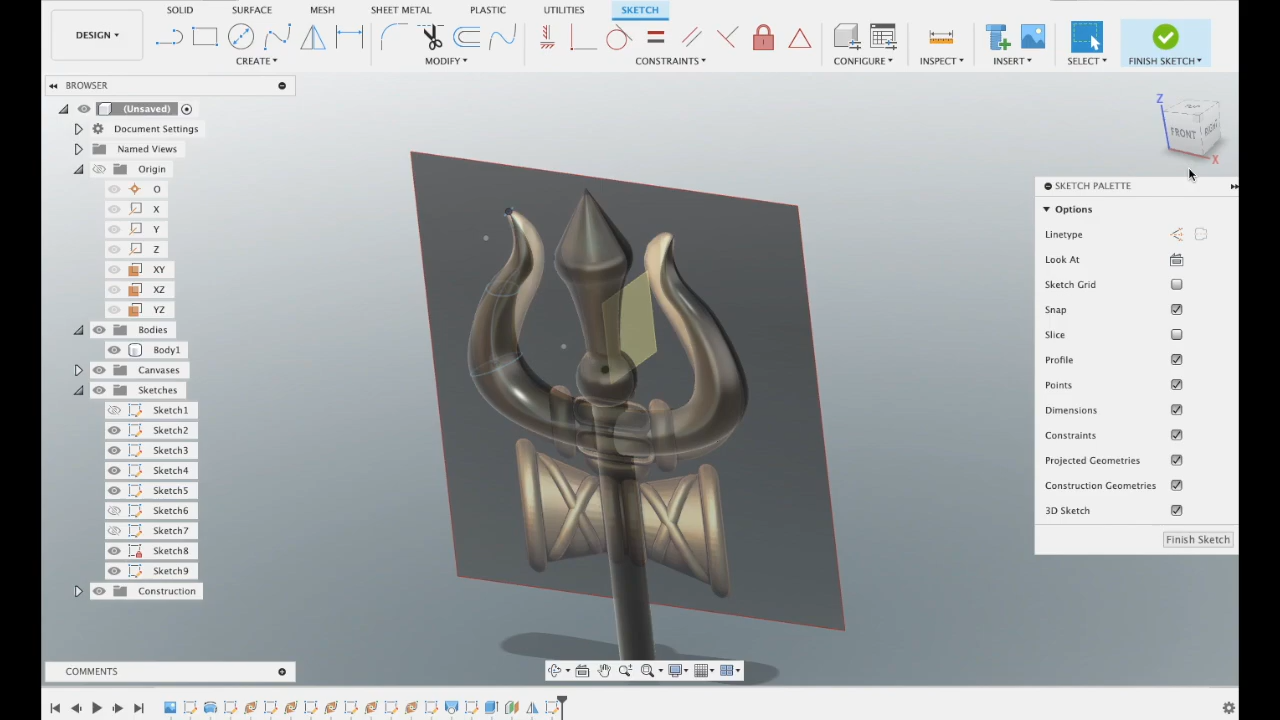 SOLID SURFACE MESH SHEET METAL PLASTIC UTILITIES SKETCH
DESIGN
CREATE MODIFY CONSTRAINTS CONFIGURE INSPECT INSERT SELECT FINISH SKETCH
BROWSER
(Unsaved)
Document Settings
Named Views
Origin
O
X
Y
Z
XY
XZ
YZ
Bodies
Body1
Canvases
Sketches
Sketch1
Sketch2
Sketch3
Sketch4
Sketch5
Sketch6
Sketch7
Sketch8
Sketch9
Construction
COMMENTS
Z
FRONT RIGHT
X
SKETCH PALETTE
Options
Linetype
Look At
Sketch Grid
Snap
Slice
Profile
Points
Dimensions
Constraints
Projected Geometries
Construction Geometries
3D Sketch
Finish Sketch